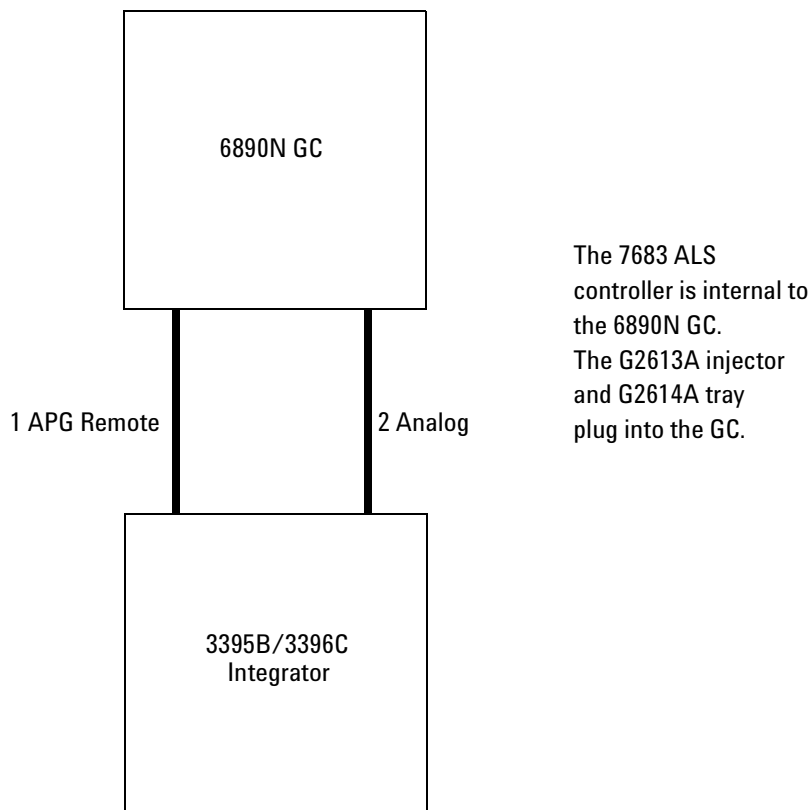 6890N GC
The 7683 ALS
controller is internal to
the 6890N GC.
The G2613A injector
and G2614A tray
plug into the GC.
1 APG Remote
2 Analog
3395B/3396C
Integrator